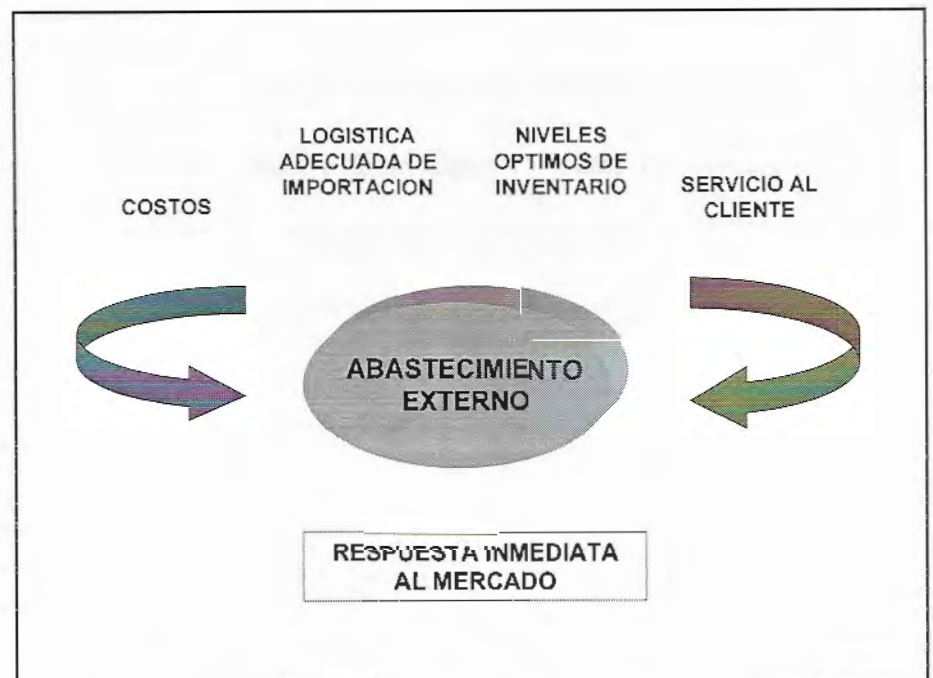 LOGISTICA
ADECUADA DE
IMPORTACION
NIVELES
OPTIMOS DE
INVENTARIO
COSTOS
SERVICIO AL
CLIENTE
ABASTECIMIENTO
EXTERNO
RESPUESTA INMEDIATA
AL MERCADO